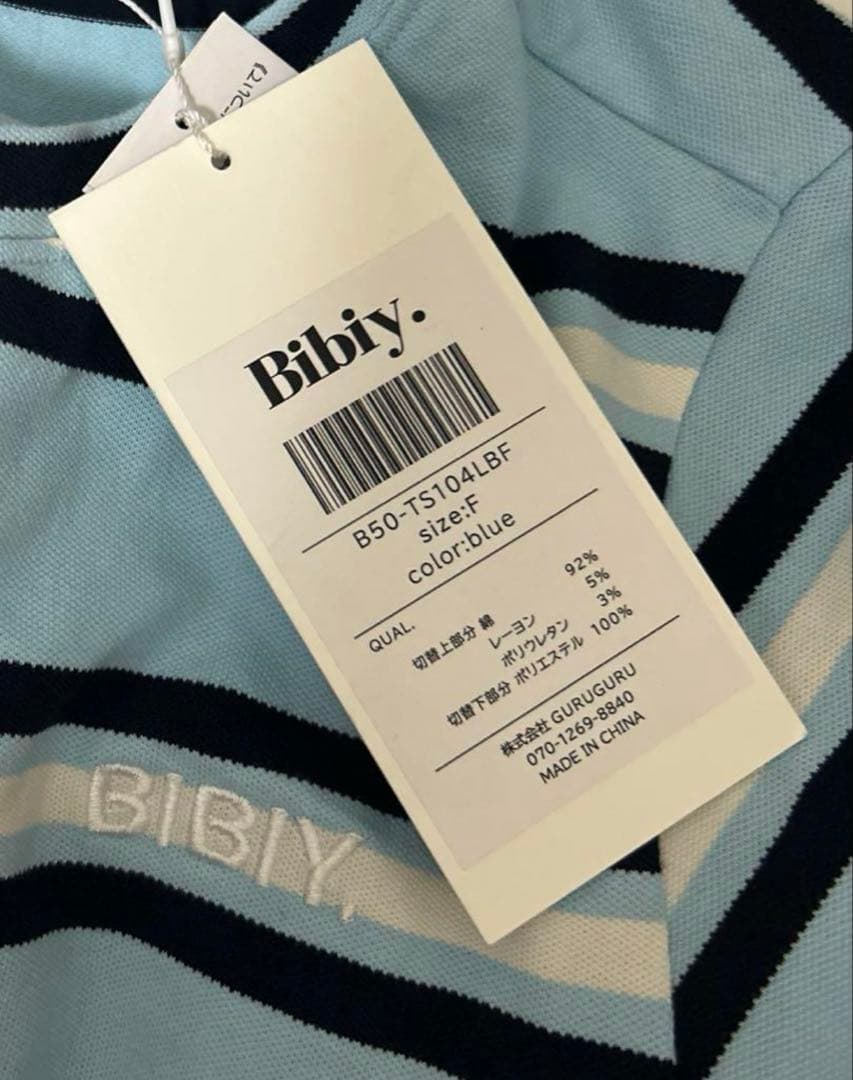 Bibiy.
B50-TS104LBF
size:F
color:blue
QUAL.
切替上部分 綿 92%
レーヨン 5%
ポリウレタン 3%
切替下部分 ポリエステル 100%
株式会社 GURUGURU
070-1269-8840
MADE IN CHINA
BIBIY.